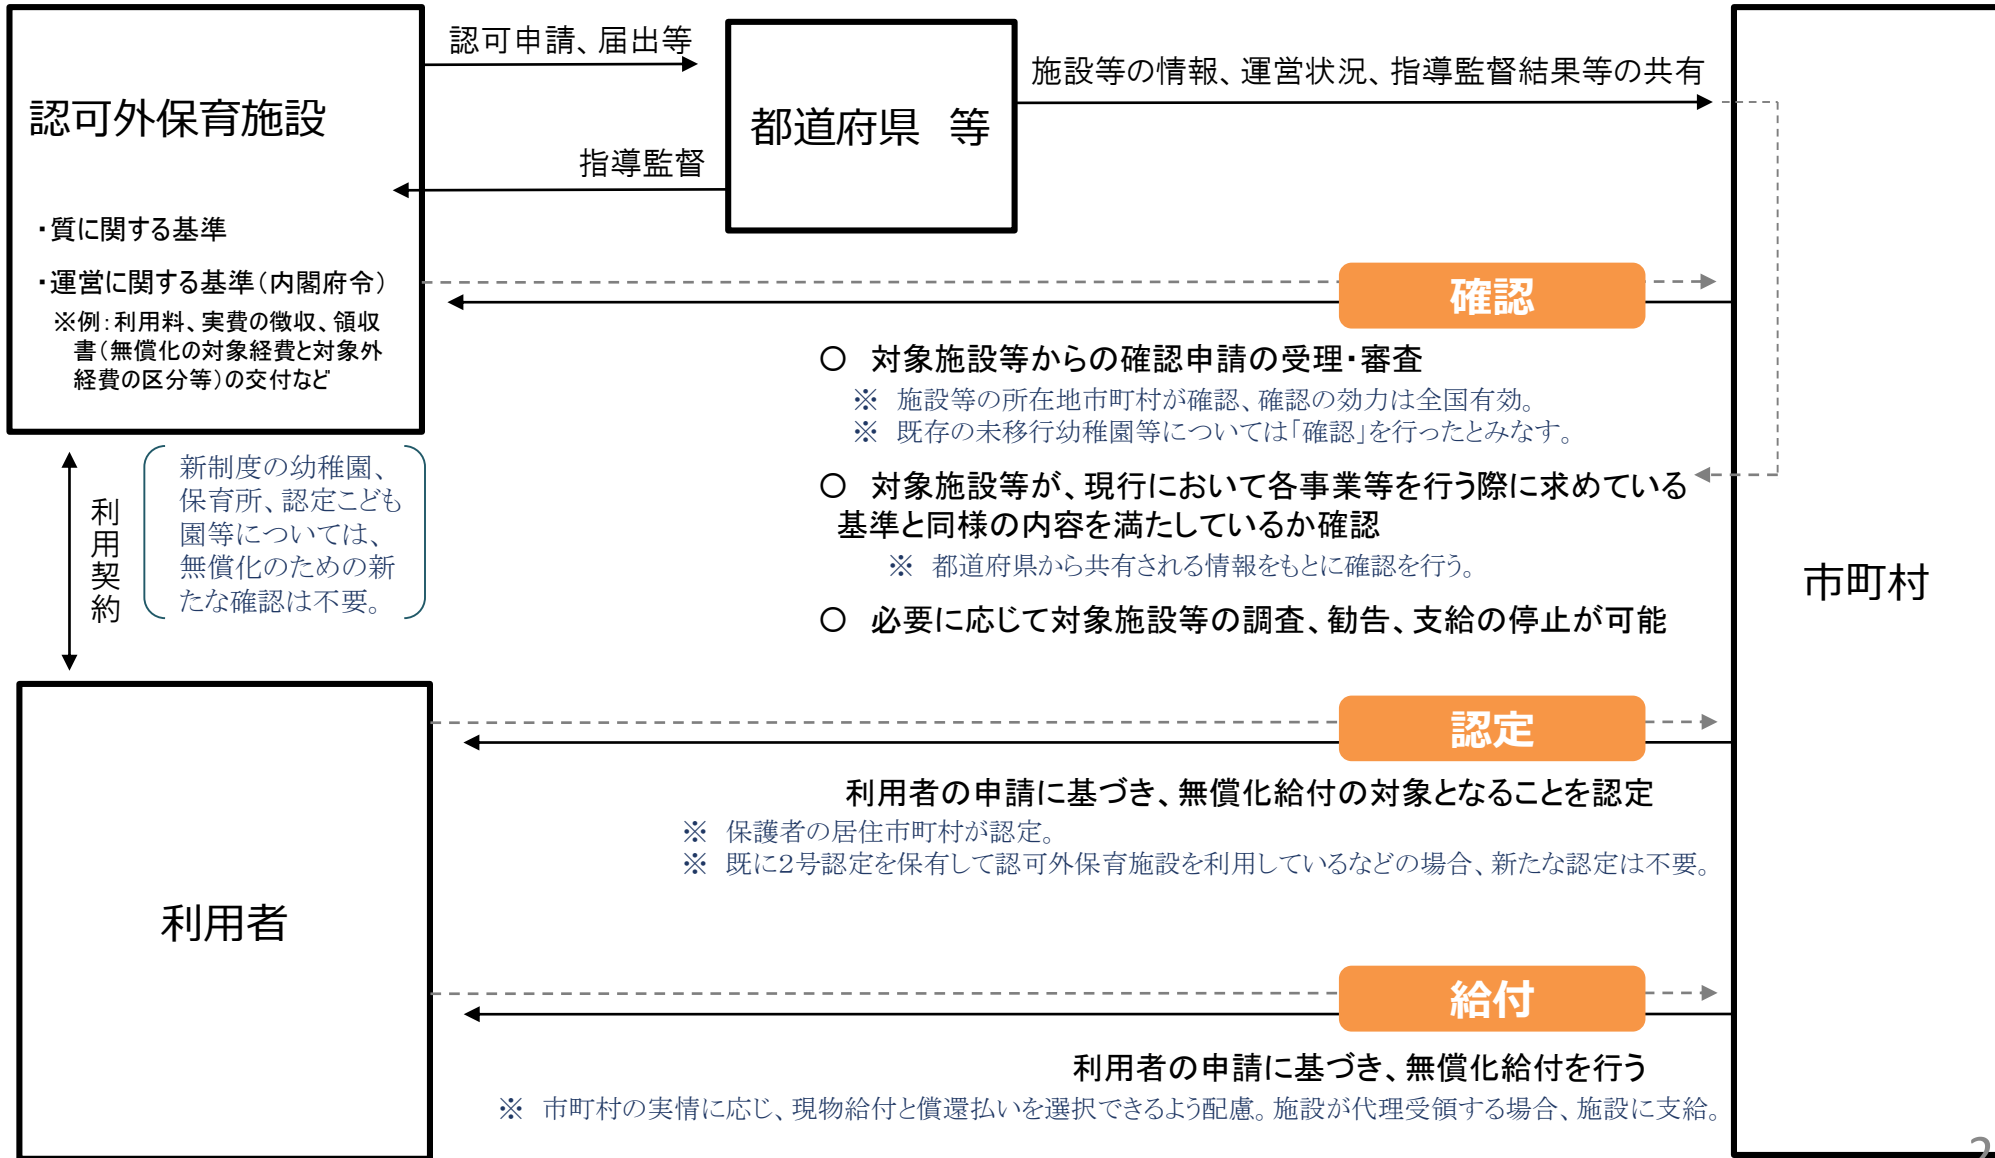 認可外保育施設
・質に関する基準
・運営に関する基準（内閣府令）
※例：利用料、実費の徴収、領収
書（無償化の対象経費と対象外
経費の区分等）の交付など
認可申請、届出等
指導監督
都道府県　等
施設等の情報、運営状況、指導監督結果等の共有
確認
○　対象施設等からの確認申請の受理・審査
※　施設等の所在地市町村が確認、確認の効力は全国有効。
※　既存の未移行幼稚園等については「確認」を行ったとみなす。
○　対象施設等が、現行において各事業等を行う際に求めている
基準と同様の内容を満たしているか確認
※　都道府県から共有される情報をもとに確認を行う。
○　必要に応じて対象施設等の調査、勧告、支給の停止が可能
利用契約
新制度の幼稚園、
保育所、認定こども
園等については、
無償化のための新
たな確認は不要。
市町村
利用者
認定
利用者の申請に基づき、無償化給付の対象となることを認定
※　保護者の居住市町村が認定。
※　既に２号認定を保有して認可外保育施設を利用しているなどの場合、新たな認定は不要。
給付
利用者の申請に基づき、無償化給付を行う
※　市町村の実情に応じ、現物給付と償還払いを選択できるよう配慮。施設が代理受領する場合、施設に支給。
2